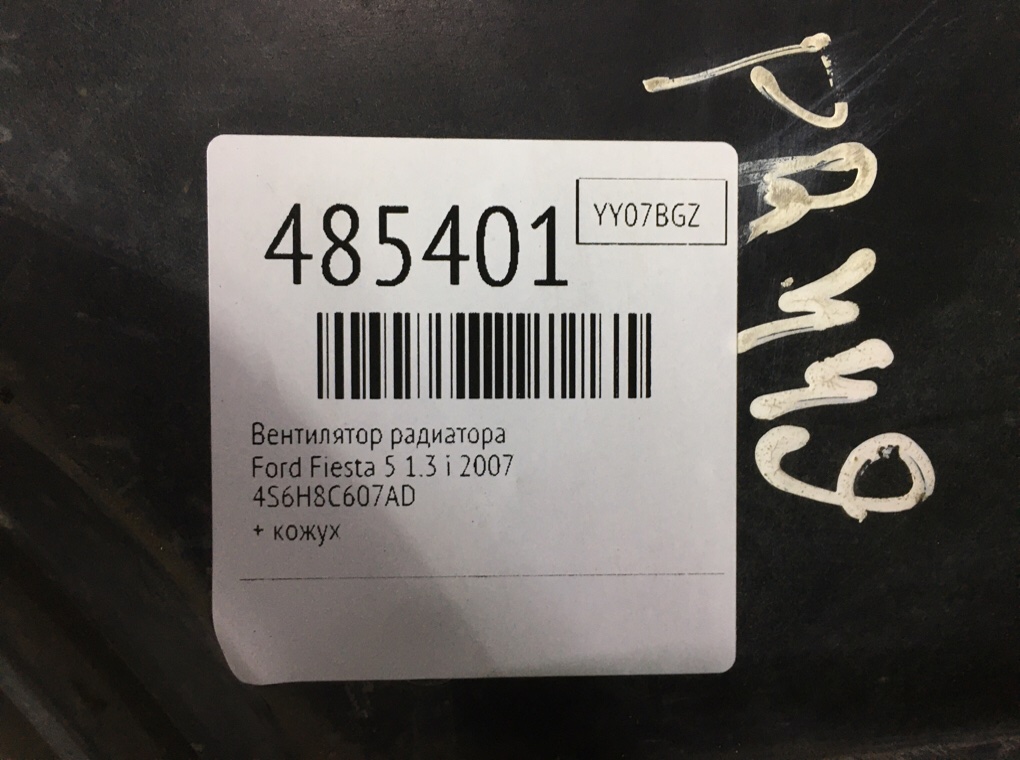 485401
YY07BGZ
Вентилятор радиатора
Ford Fiesta 5 1.3 i 2007
4S6H8C607AD
+ кожух